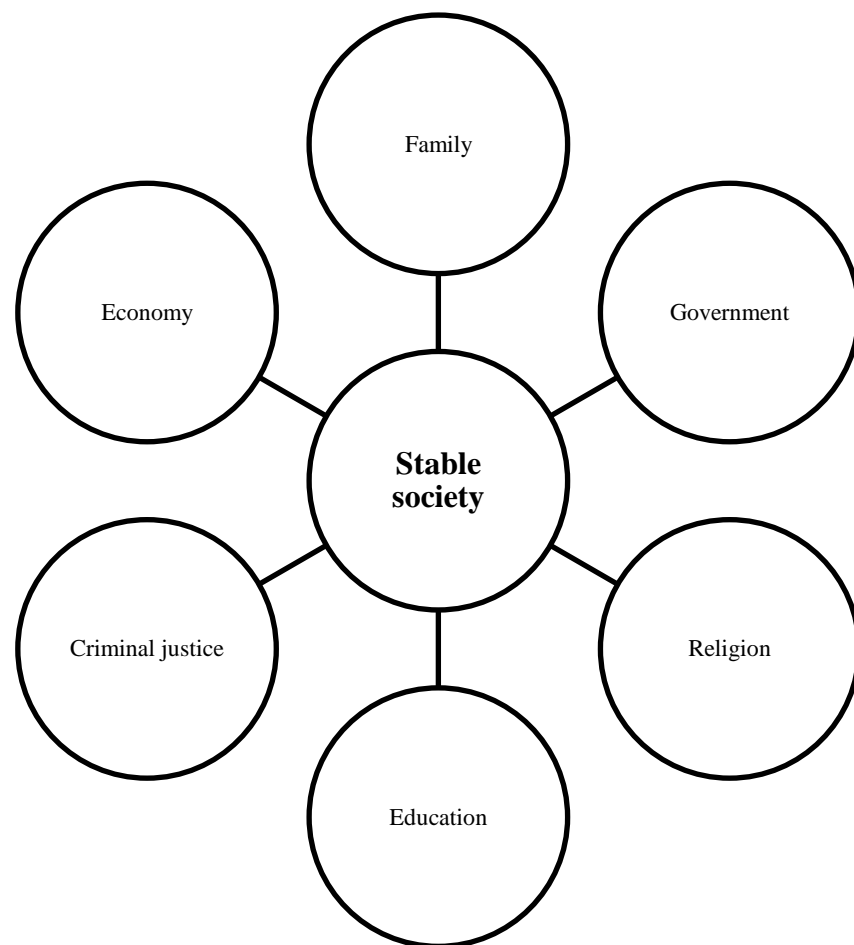 Family
Economy
Government
Stable
society
Criminal justice
Religion
Education